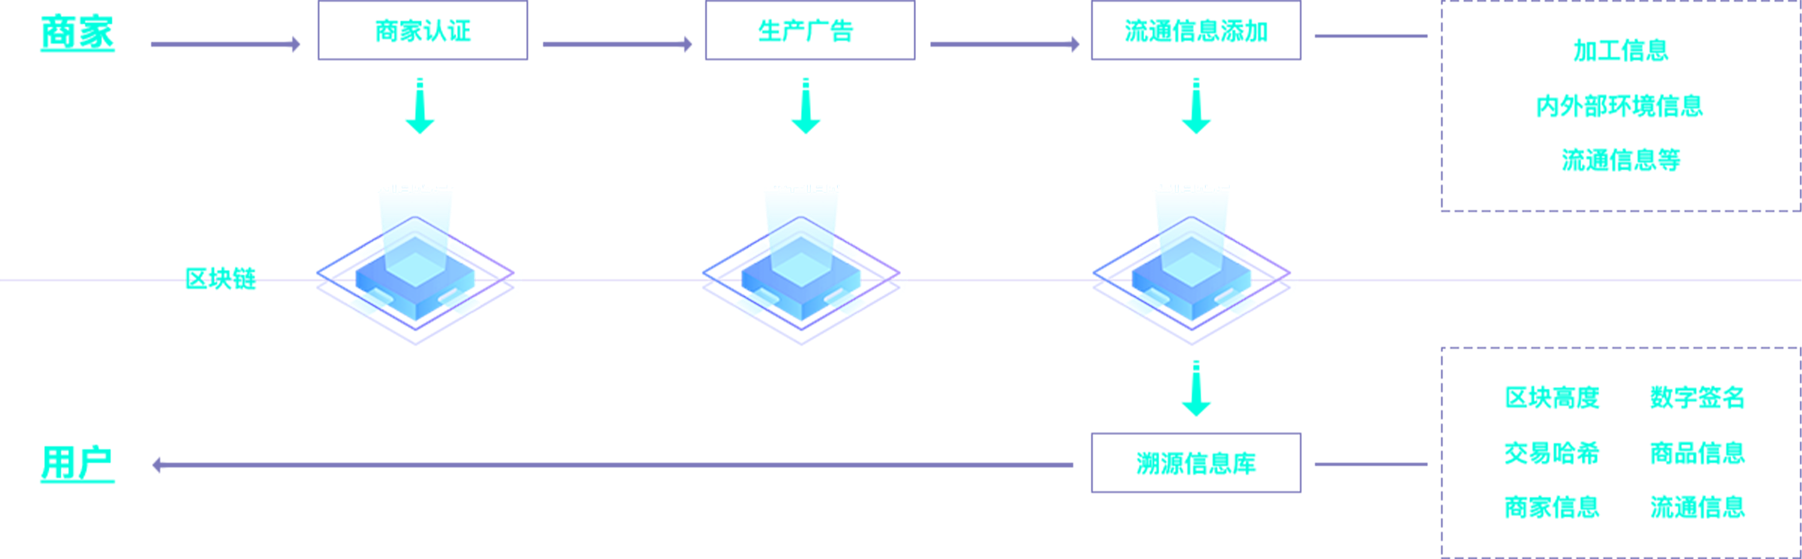 商家
商家认证
生产广告
流通信息添加
加工信息
内外部环境信息
流通信息等
区块链
用户
溯源信息库
区块高度 数字签名
交易哈希 商品信息
商家信息 流通信息